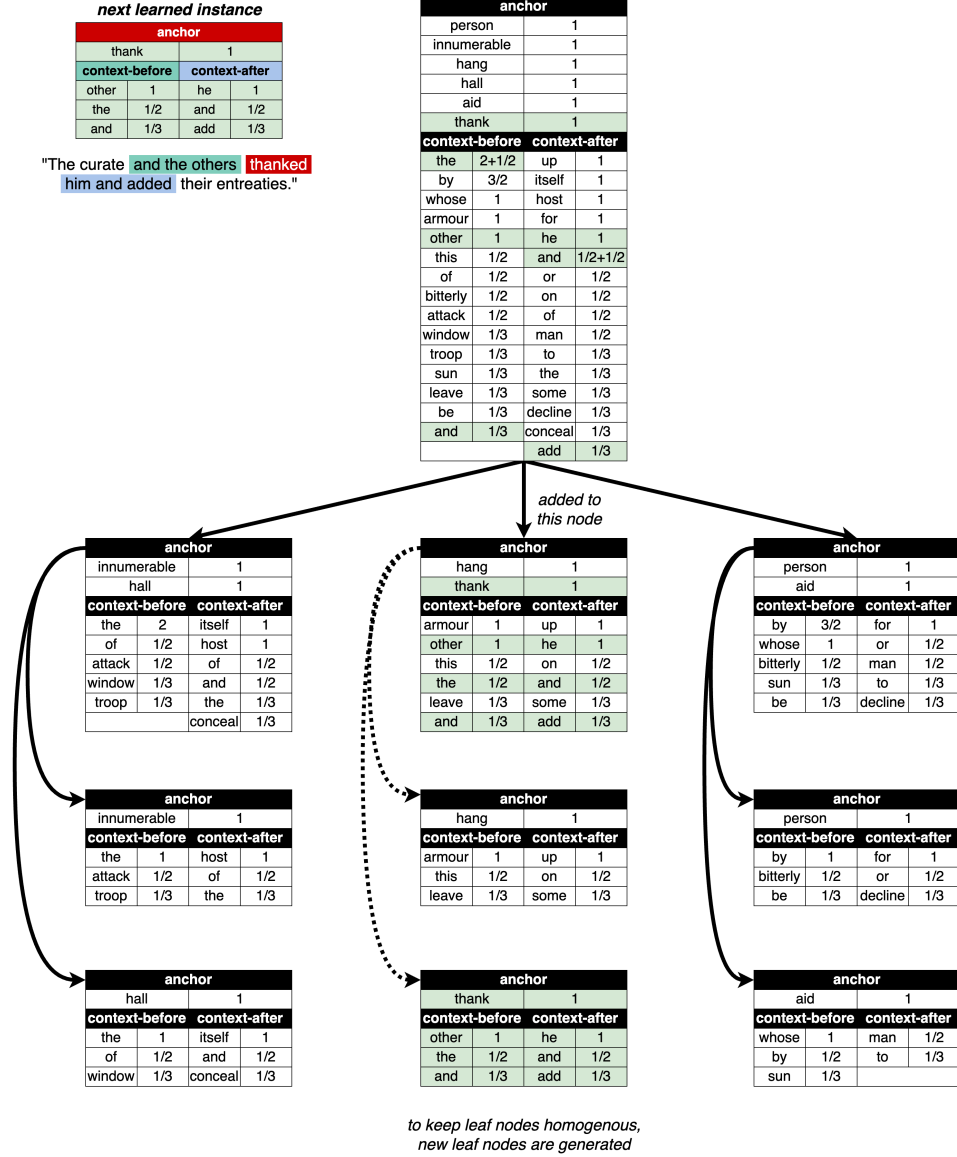 next learned instance
anchor
thank 1
context-before context-after
other 1 he 1
the 1/2 and 1/2
and 1/3 add 1/3
"The curate and the others thanked
him and added their entreaties."
anchor
person 1
innumerable 1
hang 1
hall 1
aid 1
thank 1
context-before context-after
the 2+1/2 up 1
by 3/2 itself 1
whose 1 host 1
armour 1 for 1
other 1 he 1
this 1/2 and 1/2+1/2
of 1/2 or 1/2
bitterly 1/2 on 1/2
attack 1/2 of 1/2
window 1/3 man 1/2
troop 1/3 to 1/3
sun 1/3 the 1/3
leave 1/3 some 1/3
be 1/3 decline 1/3
and 1/3 conceal 1/3
add 1/3
added to
this node
anchor
innumerable 1
hall 1
context-before context-after
the 2 itself 1
of 1/2 host 1
attack 1/2 of 1/2
window 1/3 and 1/2
troop 1/3 the 1/3
conceal 1/3
anchor
hang 1
thank 1
context-before context-after
armour 1 up 1
other 1 he 1
this 1/2 on 1/2
the 1/2 and 1/2
leave 1/3 some 1/3
and 1/3 add 1/3
anchor
person 1
aid 1
context-before context-after
by 3/2 for 1
whose 1 or 1/2
bitterly 1/2 man 1/2
sun 1/3 to 1/3
be 1/3 decline 1/3
anchor
innumerable 1
context-before context-after
the 1 host 1
attack 1/2 of 1/2
troop 1/3 the 1/3
anchor
hang 1
context-before context-after
armour 1 up 1
this 1/2 on 1/2
leave 1/3 some 1/3
anchor
person 1
context-before context-after
by 1 for 1
bitterly 1/2 or 1/2
be 1/3 decline 1/3
anchor
hall 1
context-before context-after
the 1 itself 1
of 1/2 and 1/2
window 1/3 conceal 1/3
anchor
thank 1
context-before context-after
other 1 he 1
the 1/2 and 1/2
and 1/3 add 1/3
anchor
aid 1
context-before context-after
whose 1 man 1/2
by 1/2 to 1/3
sun 1/3
to keep leaf nodes homogenous,
new leaf nodes are generated